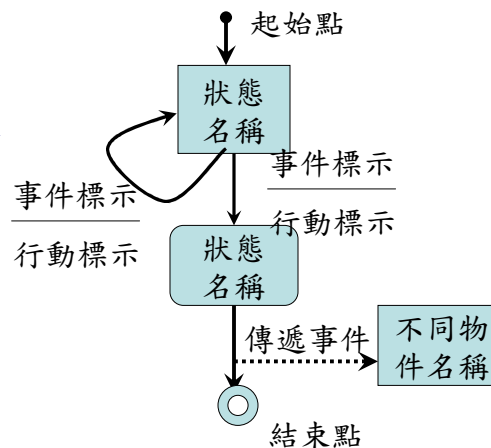 起始點
狀態
名稱
事件標示
行動標示
事件標示
行動標示
狀態
名稱
傳遞事件
不同物
件名稱
結束點